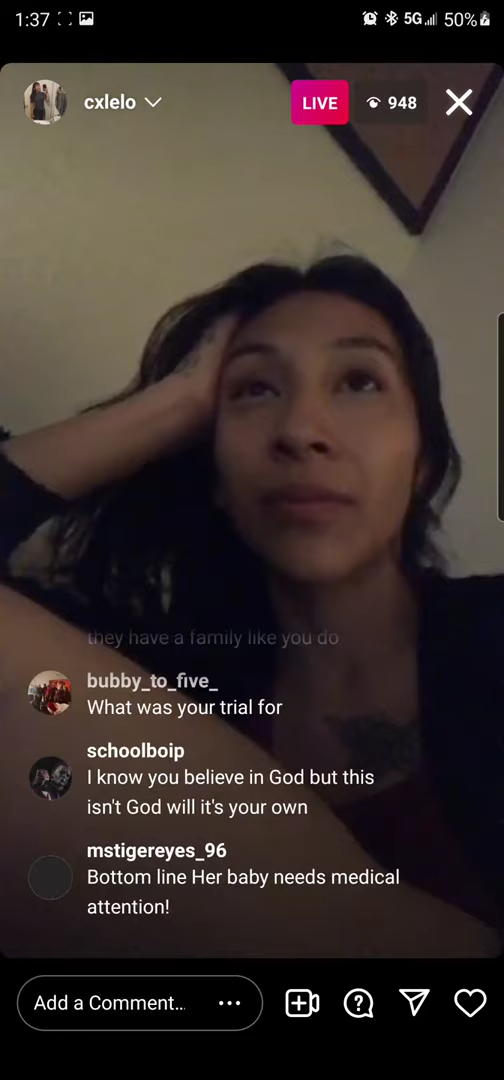 1:37 5G 50%
cxlelo LIVE 948
they have a family like you do
bubby_to_five_
What was your trial for
schoolboip
I know you believe in God but this
isn't God will it's your own
mstigereyes_96
Bottom line Her baby needs medical
attention!
Add a Comment...